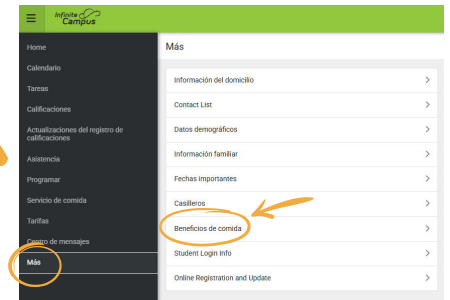 Infinite
Campus
Home
Calendario
Tareas
Calificaciones
Actualizaciones del registro de
calificaciones
Asistencia
Programar
Servicio de comida
Tarifas
Centro de mensajes
Más
Más
Información del domicilio
Contact List
Datos demográficos
Información familiar
Fechas importantes
Casilleros
Beneficios de comida
Student Login Info
Online Registration and Update